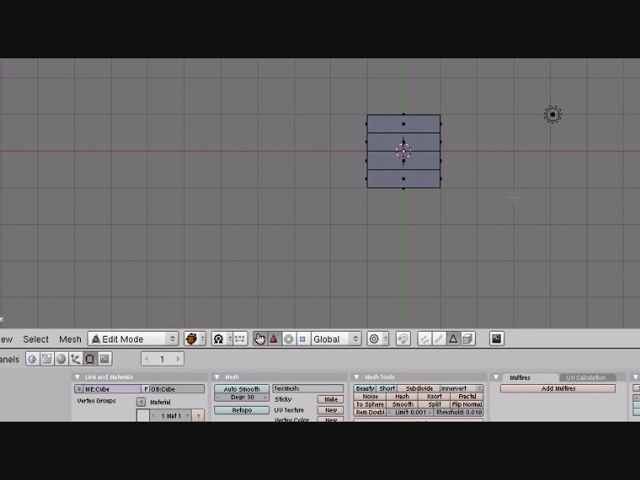 ew Select Mesh Edit Mode Global
anels 1
Link and Materials Mesh Mesh Tools Multires UV Calculation
ME:Cube F OB:Cube Auto Smooth TexMesh: Beauty Short Subdivide Innervert Add Multires
Vertex Groups Material Degr: 30 Sticky Make Noise Hash Xsort Fractal
1 Mat 1 ? Retopo UV Texture New To Sphere Smooth Split Flip Normal
Vertex Color Rem Doubl Limit: 0.001 Threshold: 0.010